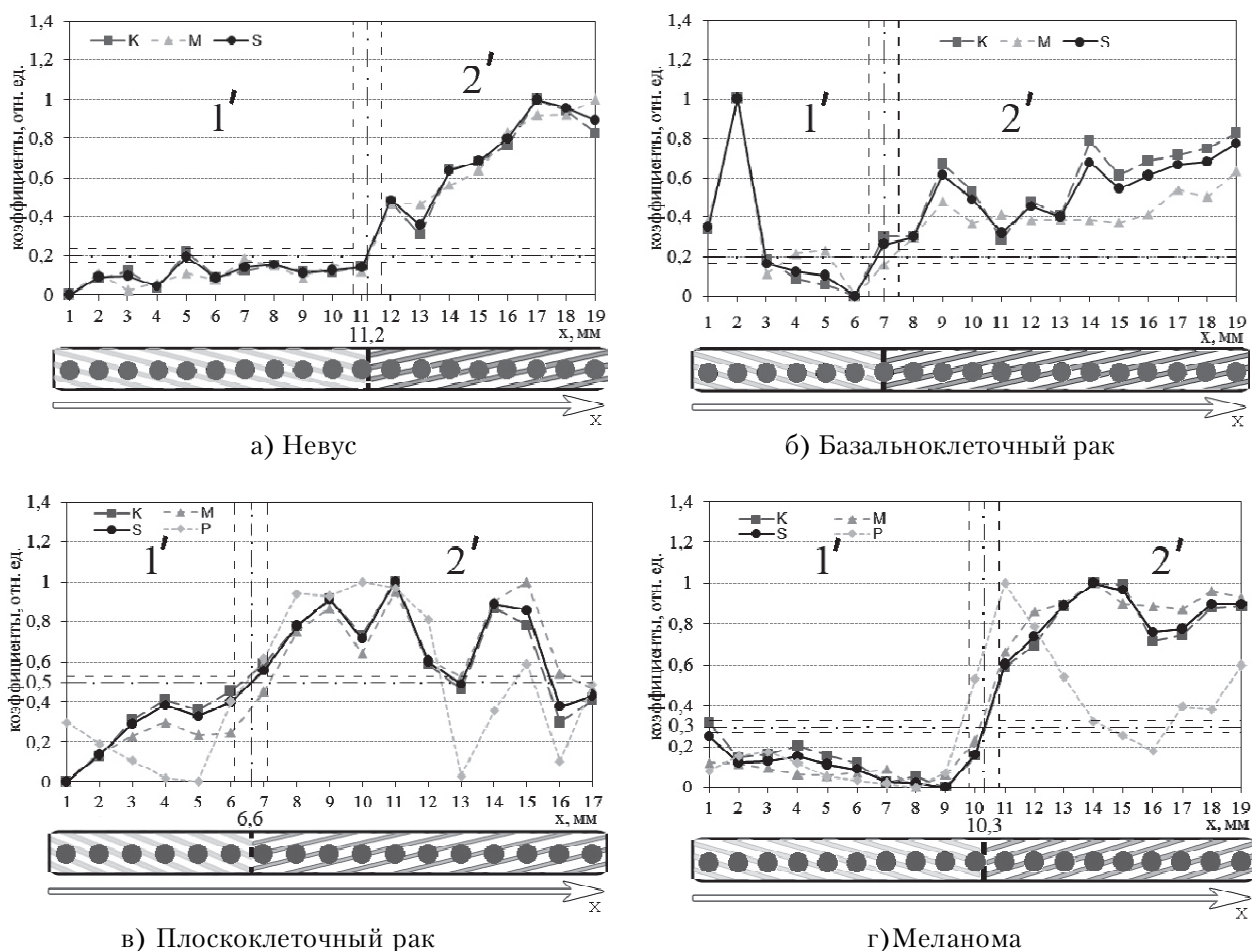 1,4
1,2
1
0,8
0,6
0,4
0,2
0
коэффициенты, отн. ед.
K M S
1′ 2′
1 2 3 4 5 6 7 8 9 10 11 12 13 14 15 16 17 18 19
11,2
x, мм
X
а) Невус
1,4
1,2
1
0,8
0,6
0,4
0,2
0
коэффициенты, отн. ед.
K M S
1′ 2′
1 2 3 4 5 6 7 8 9 10 11 12 13 14 15 16 17 18 19
x, мм
X
б) Базальноклеточный рак
1,4
1,2
1
0,8
0,6
0,5
0,4
0,2
0
коэффициенты, отн. ед.
K M
S P
1′ 2′
1 2 3 4 5 6 7 8 9 10 11 12 13 14 15 16 17
6,6
x, мм
X
в) Плоскоклеточный рак
1,4
1,2
1
0,8
0,6
0,4
0,3
0,2
0
коэффициенты, отн. ед.
K M
S P
1′ 2′
1 2 3 4 5 6 7 8 9 10 11 12 13 14 15 16 17 18 19
10,3
x, мм
X
г)Меланома